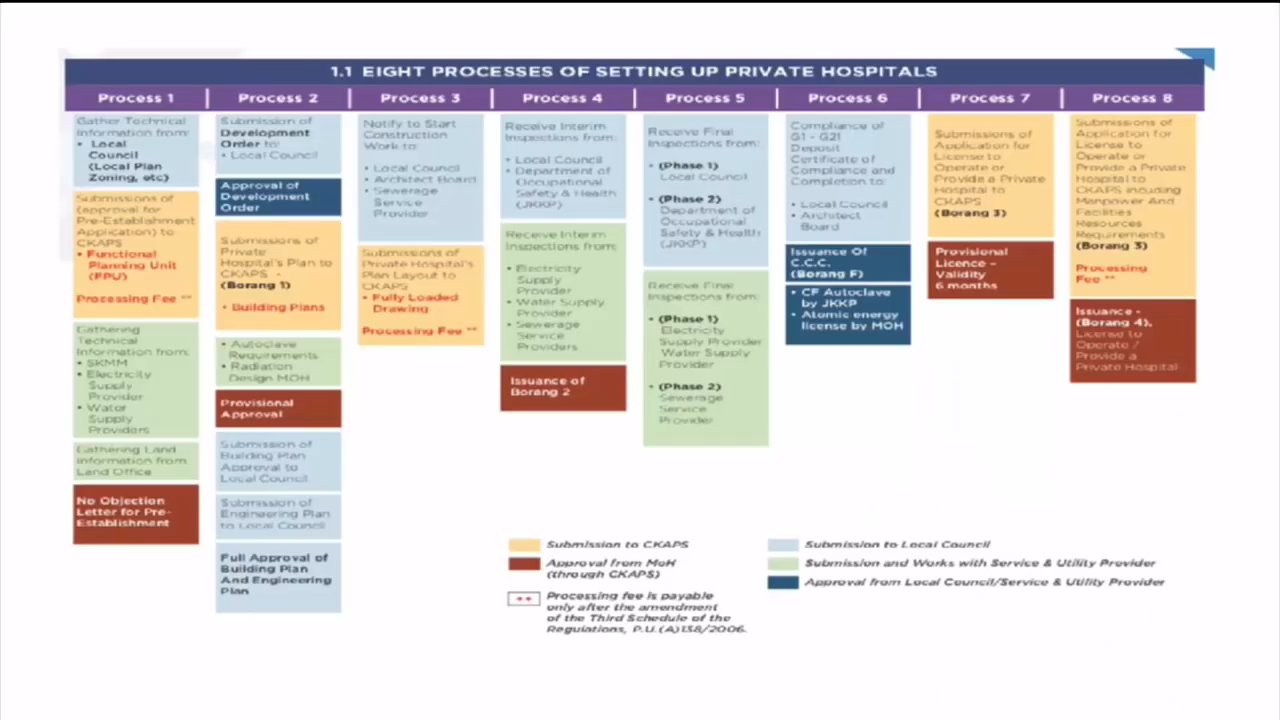 1.1 EIGHT PROCESSES OF SETTING UP PRIVATE HOSPITALS
Process 1
Gather Technical
Information from:
• Local
Council
(Local Plan
Zoning, etc)
Submissions of
(approval for
Pre-Establishment
Application) to
CKAPS
• Functional
Planning Unit
(FPU)
Processing Fee **
Gathering
Technical
Information from:
• SKMM
• Electricity
Supply
Provider
• Water
Supply
Providers
Gathering Land
Information from
Land Office
No Objection
Letter for Pre-
Establishment
Process 2
Submission of
Development
Order to:
• Local Council
Approval of
Development
Order
Submissions of
Private
Hospital's Plan to
CKAPS -
(Borang 1)
• Building Plans
• Autoclave
Requirements
• Radiation
Design MOH
Provisional
Approval
Submission of
Building Plan
Approval to
Local Council
Submission of
Engineering Plan
to Local Council
Full Approval of
Building Plan
And Engineering
Plan
Process 3
Notify to Start
Construction
Work to:
• Local Council
• Architect Board
• Sewerage
Service
Provider
Submissions of
Private Hospital's
Plan Layout to
CKAPS
• Fully Loaded
Drawing
Processing Fee **
Process 4
Receive Interim
Inspections from:
• Local Council
• Department of
Occupational
Safety & Health
(JKKP)
Receive Interim
Inspections from:
• Electricity
Supply
Provider
• Water Supply
Provider
• Sewerage
Service
Providers
Issuance of
Borang 2
Process 5
Receive Final
Inspections from:
• (Phase 1)
Local Council
• (Phase 2)
Department of
Occupational
Safety & Health
(JKKP)
Receive Final
Inspections from:
• (Phase 1)
Electricity
Supply Provider
Water Supply
Provider
• (Phase 2)
Sewerage
Service
Provider
Process 6
Compliance of
G1 - G21
Deposit
Certificate of
Compliance and
Completion to:
• Local Council
• Architect
Board
Issuance Of
C.C.C.
(Borang F)
• CF Autoclave
by JKKP
• Atomic energy
license by MOH
Process 7
Submissions of
Application for
License to
Operate or
Provide a Private
Hospital to
CKAPS
(Borang 3)
Provisional
Licence –
Validity
6 months
Process 8
Submissions of
Application for
License to
Operate or
Provide a Private
Hospital to
CKAPS including
Manpower And
Facilities
Resources
Requirements
(Borang 3)
Processing
Fee **
Issuance -
(Borang 4),
License to
Operate /
Provide a
Private Hospital
Submission to CKAPS
Approval from MoH
(through CKAPS)
** Processing fee is payable
only after the amendment
of the Third Schedule of the
Regulations, P.U.(A)138/2006.
Submission to Local Council
Submission and Works with Service & Utility Provider
Approval from Local Council/Service & Utility Provider